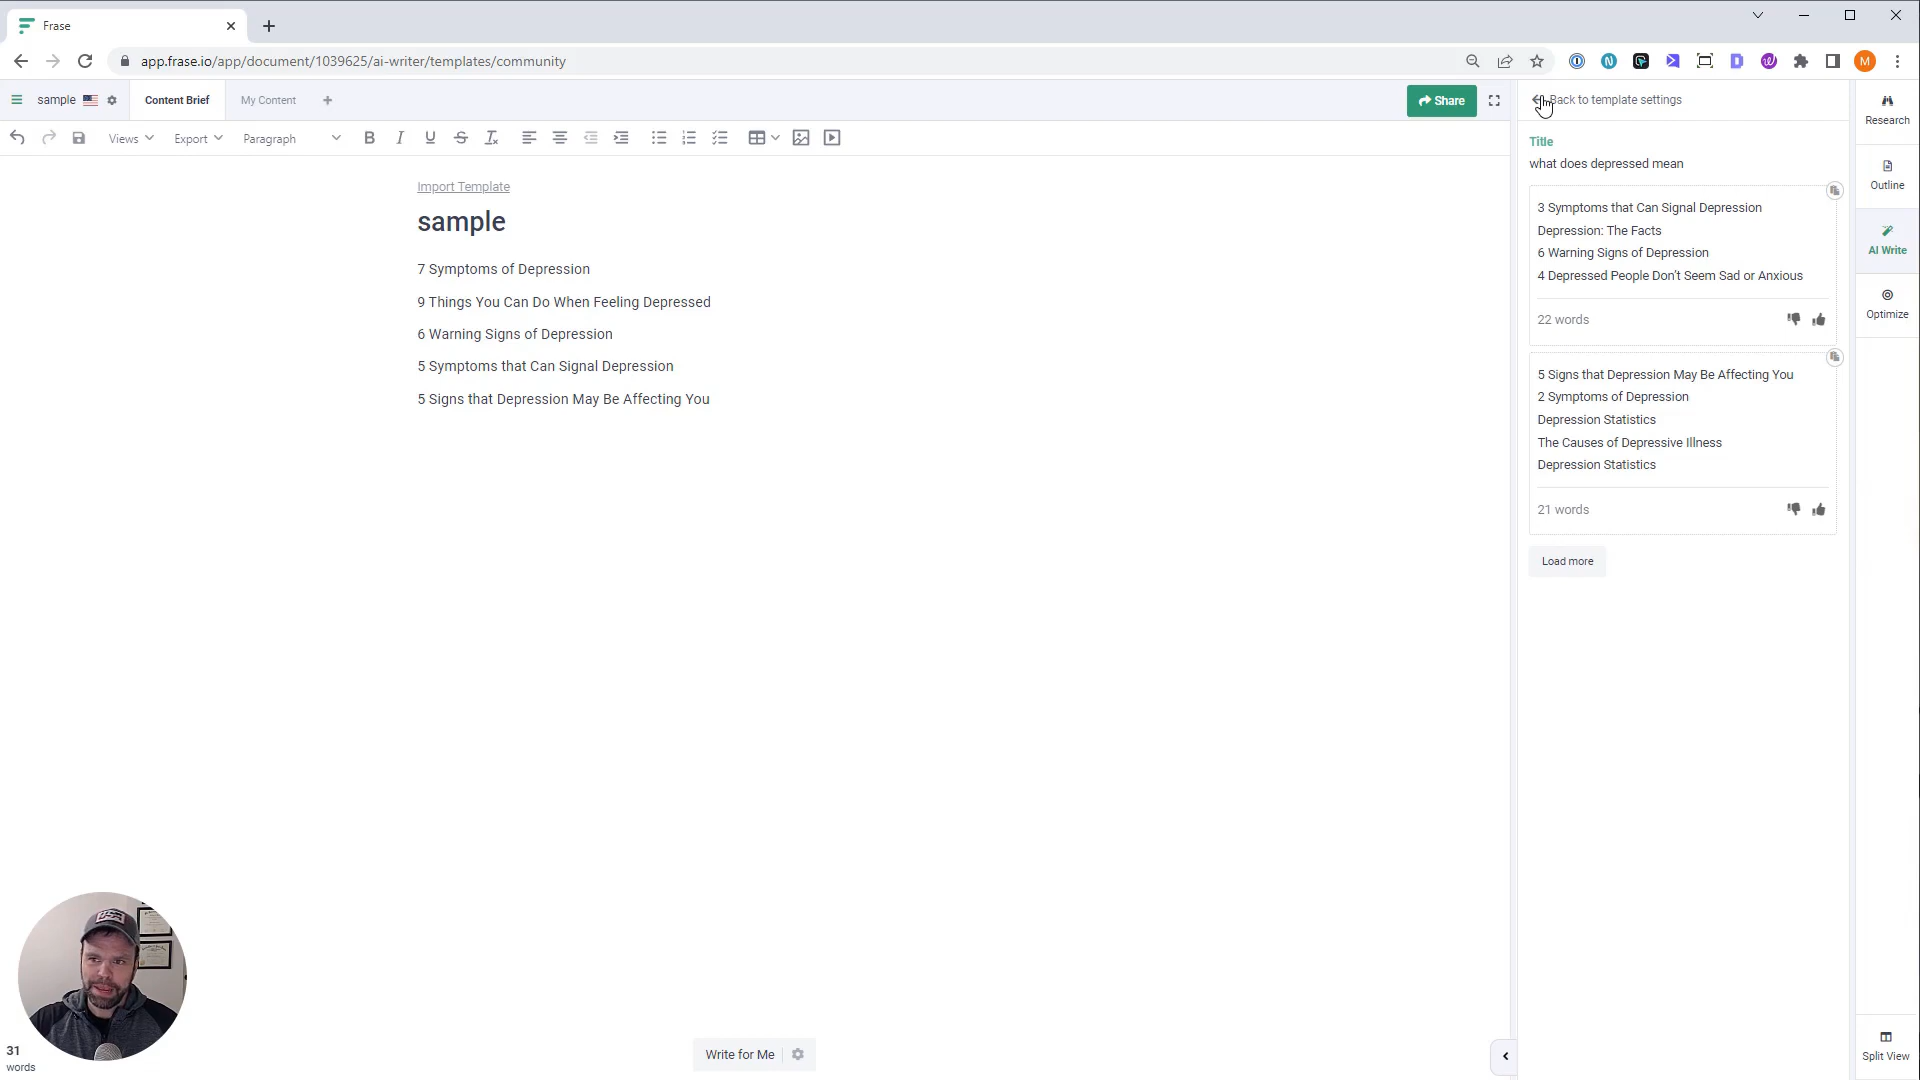 Frase
app.frase.io/app/document/1039625/ai-writer/templates/community
M
sample
Content Brief
My Content
Share
Back to template settings
Research
Views
Export
Paragraph
B I U S
Title
what does depressed mean
Outline
Import Template
sample
3 Symptoms that Can Signal Depression
Depression: The Facts
6 Warning Signs of Depression
4 Depressed People Don’t Seem Sad or Anxious
22 words
AI Write
Optimize
7 Symptoms of Depression
9 Things You Can Do When Feeling Depressed
6 Warning Signs of Depression
5 Symptoms that Can Signal Depression
5 Signs that Depression May Be Affecting You
5 Signs that Depression May Be Affecting You
2 Symptoms of Depression
Depression Statistics
The Causes of Depressive Illness
Depression Statistics
21 words
Load more
31
words
Write for Me
Split View